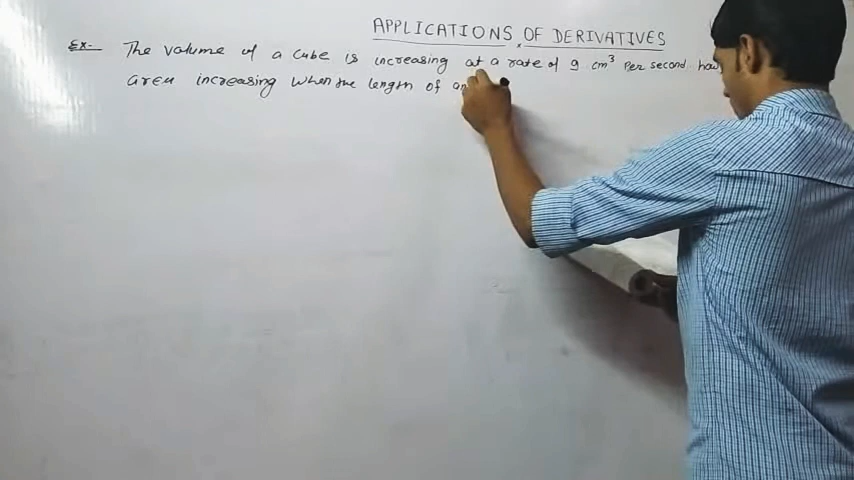 APPLICATIONS OF DERIVATIVES
Ex.- The volume of a cube is increasing at a rate of 9 cm³ per second. how
area increasing when the length of an